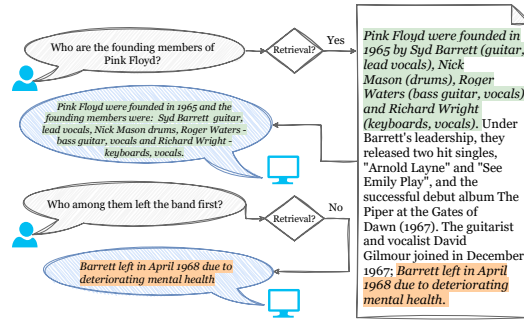 Who are the founding members of
Pink Floyd?
Retrieval?
Yes
Pink Floyd were founded in 1965 and the
founding members were: Syd Barrett guitar,
lead vocals, Nick Mason drums, Roger Waters -
bass guitar, vocals and Richard Wright -
keyboards, vocals.
Who among them left the band first?
Retrieval?
No
Barrett left in April 1968 due to
deteriorating mental health
Pink Floyd were founded in
1965 by Syd Barrett (guitar,
lead vocals), Nick
Mason (drums), Roger
Waters (bass guitar, vocals)
and Richard Wright
(keyboards, vocals). Under
Barrett's leadership, they
released two hit singles,
"Arnold Layne" and "See
Emily Play", and the
successful debut album The
Piper at the Gates of
Dawn (1967). The guitarist
and vocalist David
Gilmour joined in December
1967; Barrett left in April
1968 due to deteriorating
mental health.